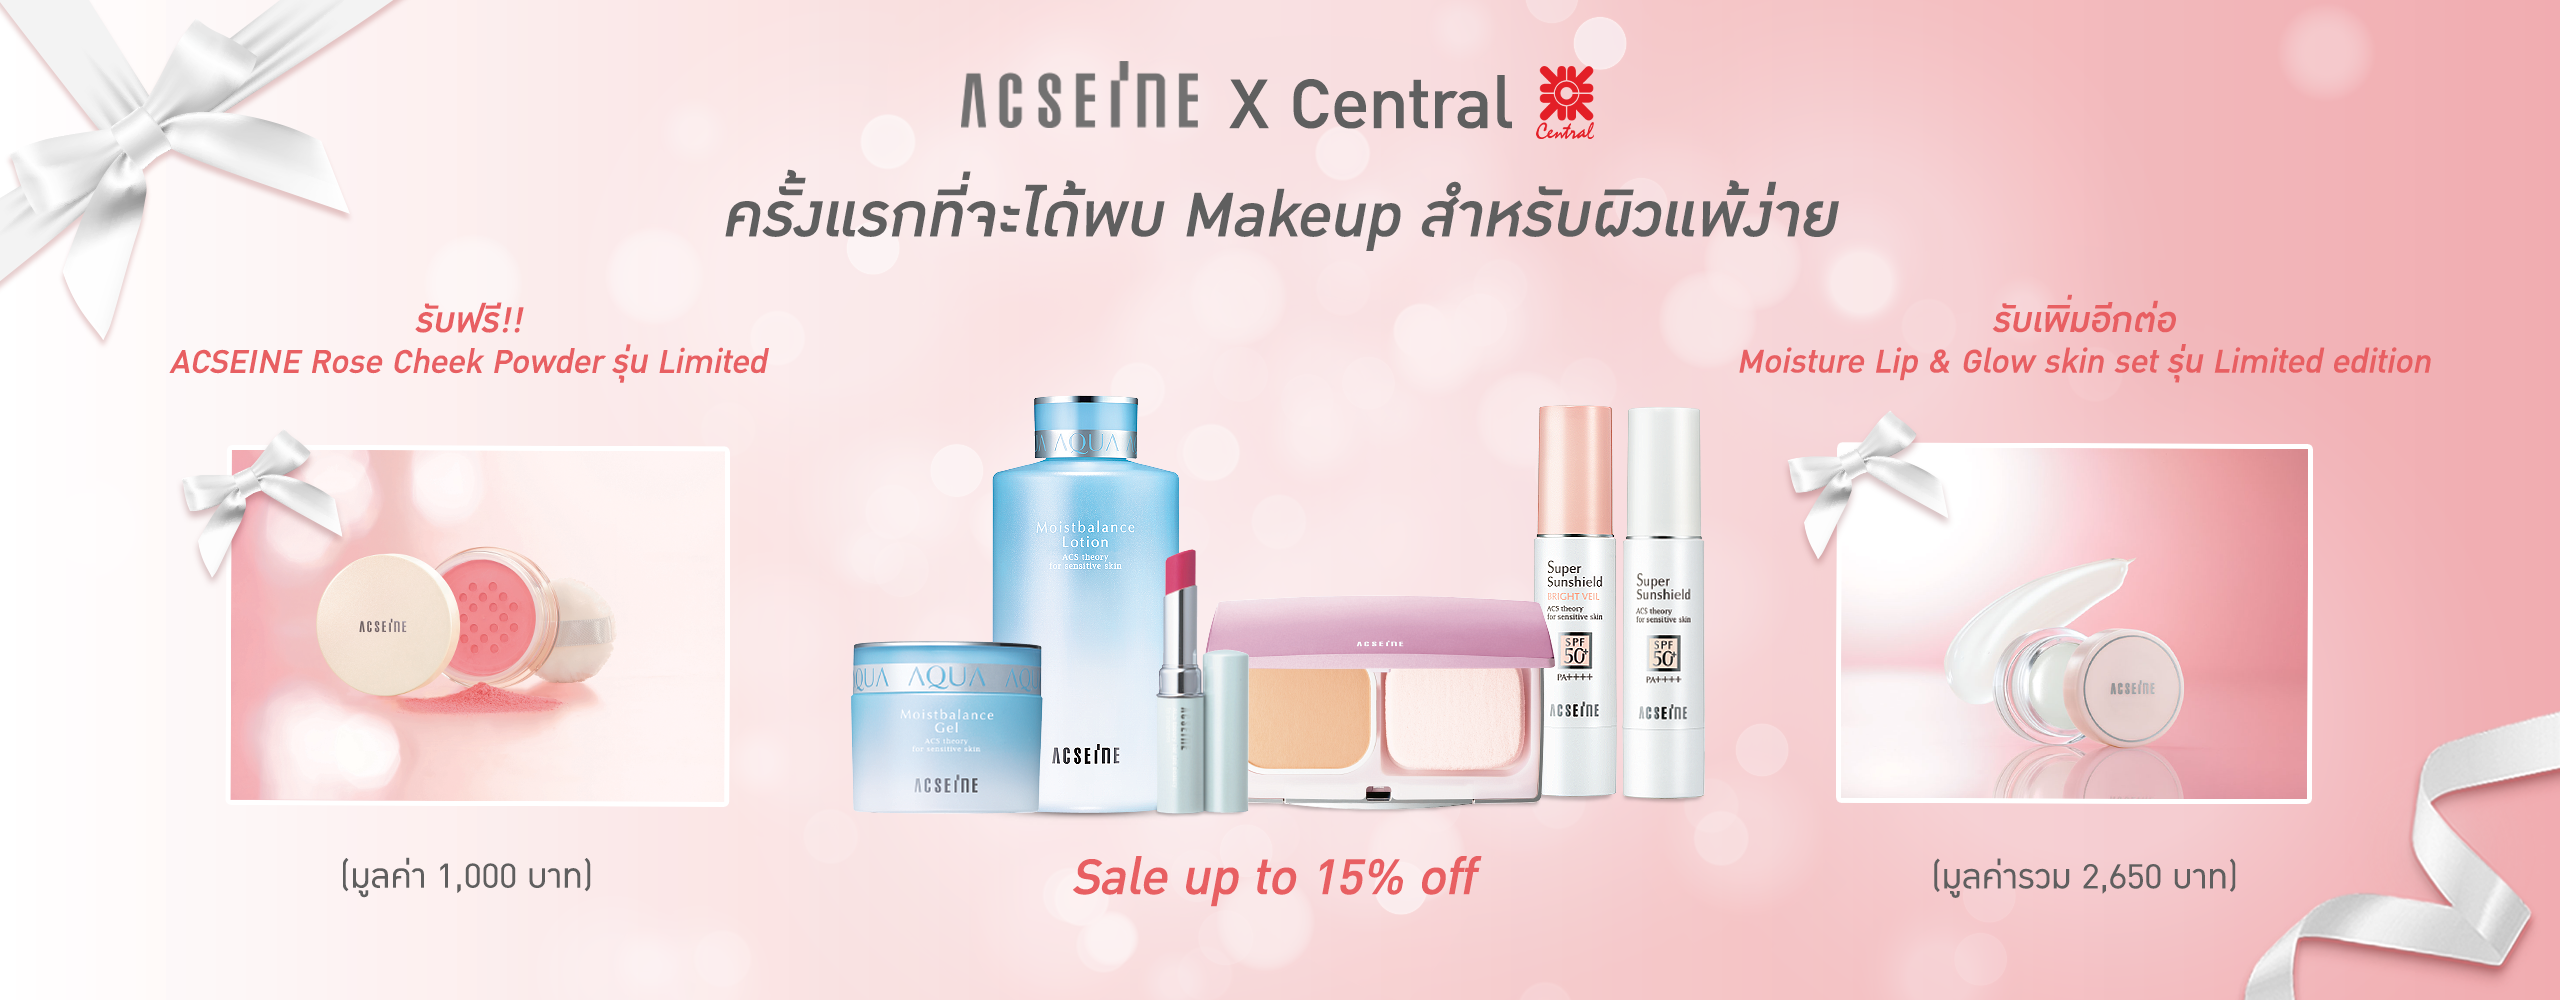 ACSEINE X Central Central
ครั้งแรกที่จะได้พบ Makeup สำหรับผิวแพ้ง่าย
รับฟรี!!
ACSEINE Rose Cheek Powder รุ่น Limited
รับเพิ่มอีกต่อ
Moisture Lip & Glow skin set รุ่น Limited edition
ACSEINE
AQUA
Moistbalance
Lotion
ACS theory
for sensitive skin
ACSEINE
AQUA
Moistbalance
Gel
ACS theory
for sensitive skin
ACSEINE
ACSEINE
ACSEINE
Super
Sunshield
BRIGHT VEIL
ACS theory
for sensitive skin
SPF
50+
PA++++
ACSEINE
Super
Sunshield
ACS theory
for sensitive skin
SPF
50+
PA++++
ACSEINE
ACSEINE
(มูลค่า 1,000 บาท)
Sale up to 15% off
(มูลค่ารวม 2,650 บาท)